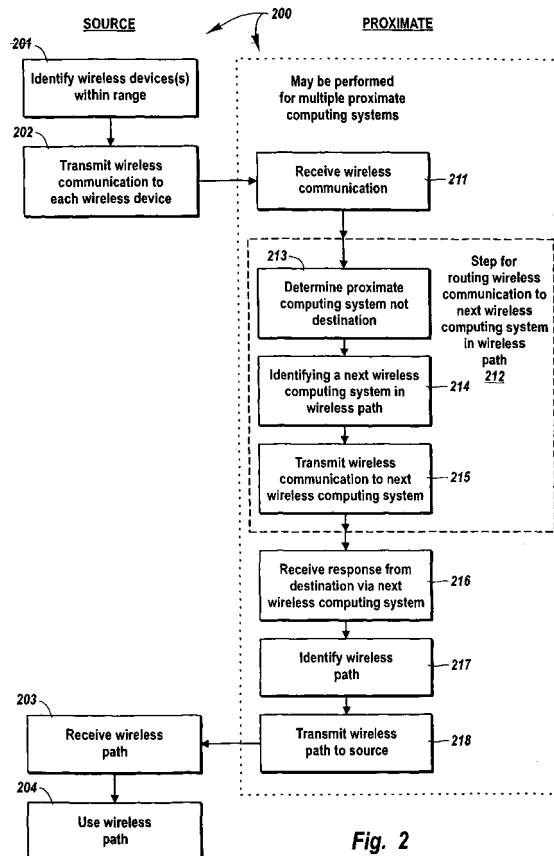 SOURCE
200
PROXIMATE
201
Identify wireless devices(s)
within range
202
Transmit wireless
communication to
each wireless device
May be performed
for multiple proximate
computing systems
Receive wireless
communication
211
213
Determine proximate
computing system not
destination
Step for
routing wireless
communication to
next wireless
computing system
in wireless
path
212
Identifying a next wireless
computing system in
wireless path
214
Transmit wireless
communication to next
wireless computing system
215
Receive response from
destination via next
wireless computing system
216
Identify wireless
path
217
Transmit wireless
path to source
218
203
Receive wireless
path
204
Use wireless
path
Fig. 2